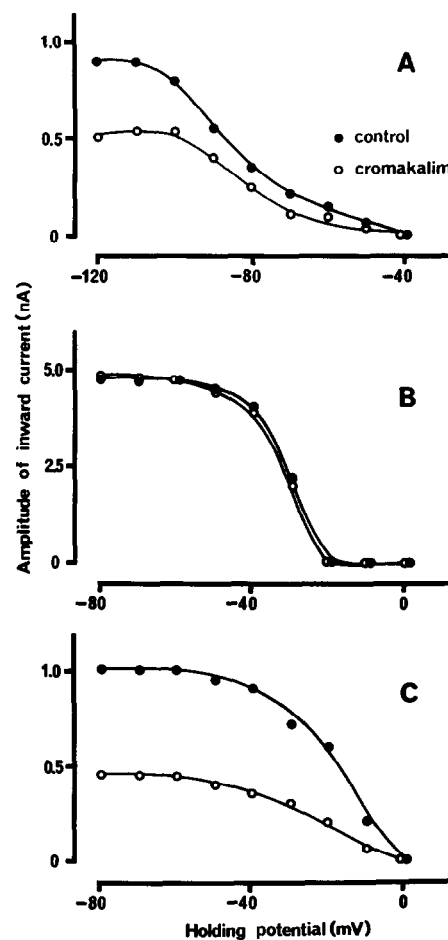 1.0
A
● control
○ cromakalim
0.5
0
−120
−80
−40
Amplitude of inward current (nA)
5.0
B
2.5
0
−80
−40
0
1.0
C
0.5
0
−80
−40
0
Holding potential (mV)